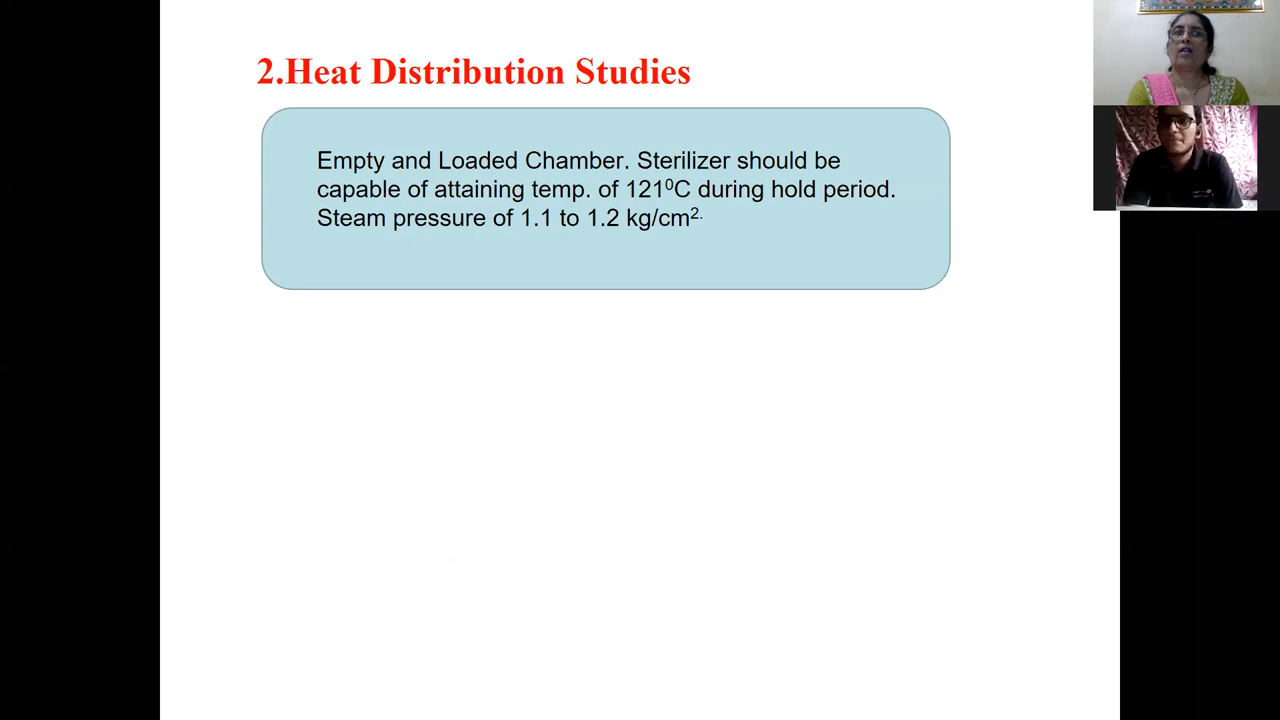 2.Heat Distribution Studies
Empty and Loaded Chamber. Sterilizer should be
capable of attaining temp. of 121⁰C during hold period.
Steam pressure of 1.1 to 1.2 kg/cm².